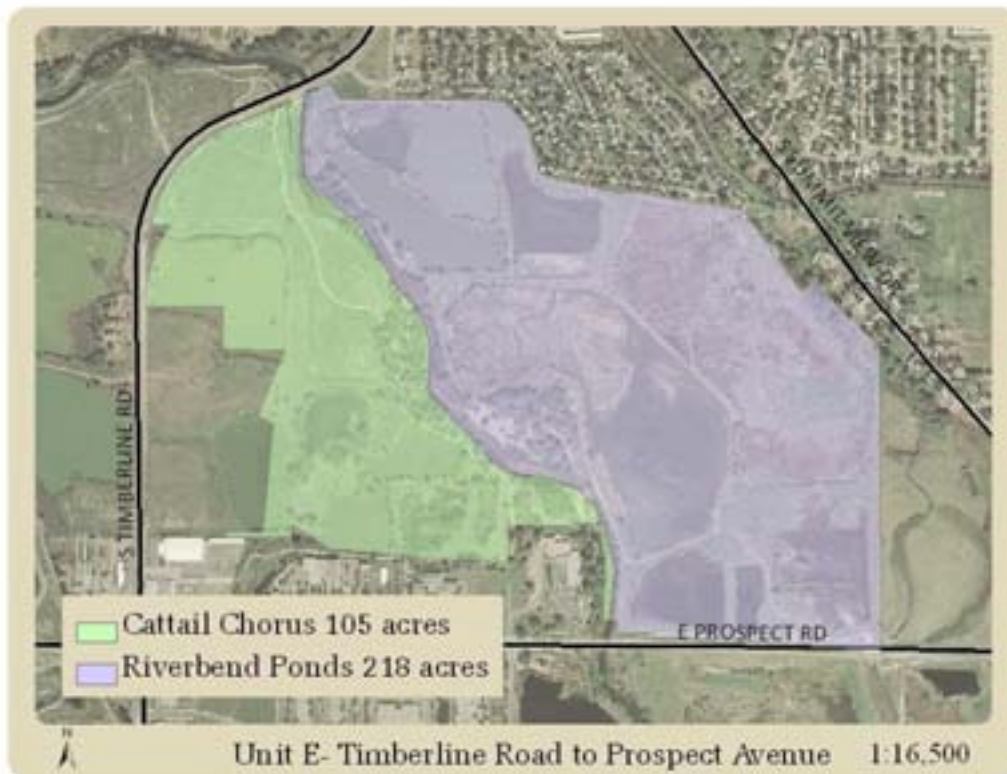 S TIMBERLINE RD
E PROSPECT RD
Cattail Chorus 105 acres
Riverbend Ponds 218 acres
N
Unit E- Timberline Road to Prospect Avenue 1:16,500